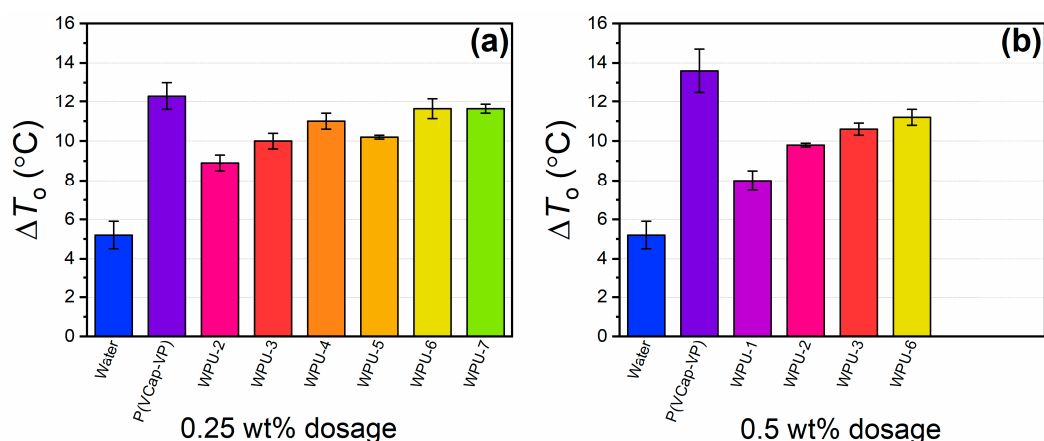 (a)
ΔTo (°C)
16
14
12
10
8
6
4
2
0
Water
P(VCap-VP)
WPU-2
WPU-3
WPU-4
WPU-5
WPU-6
WPU-7
0.25 wt% dosage
(b)
ΔTo (°C)
16
14
12
10
8
6
4
2
0
Water
P(VCap-VP)
WPU-1
WPU-2
WPU-3
WPU-6
0.5 wt% dosage